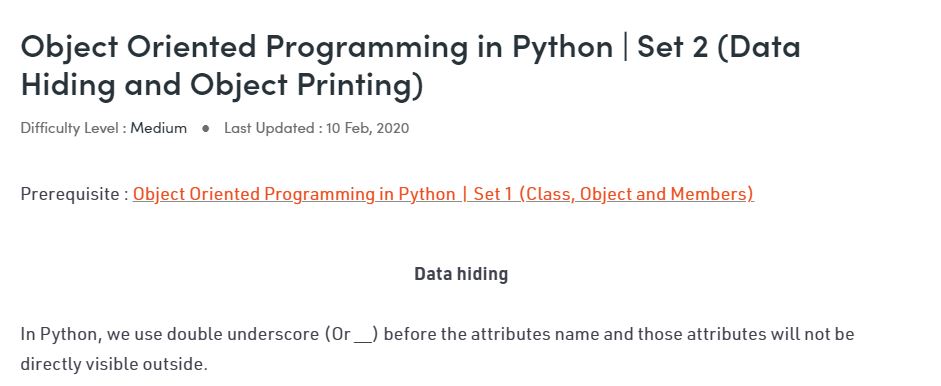 Object Oriented Programming in Python | Set 2 (Data
Hiding and Object Printing)
Difficulty Level : Medium ● Last Updated : 10 Feb, 2020
Prerequisite : Object Oriented Programming in Python | Set 1 (Class, Object and Members)
Data hiding
In Python, we use double underscore (Or __) before the attributes name and those attributes will not be
directly visible outside.